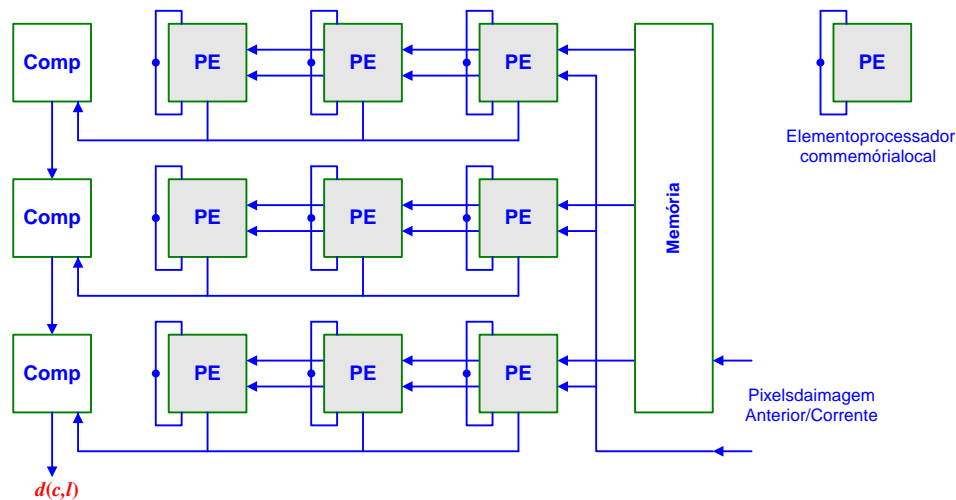 Comp PE PE PE PE
Elementoprocessador
commemórialocal
Comp PE PE PE Memória
Comp PE PE PE
Pixelsdaimagem
Anterior/Corrente
d(c,l)